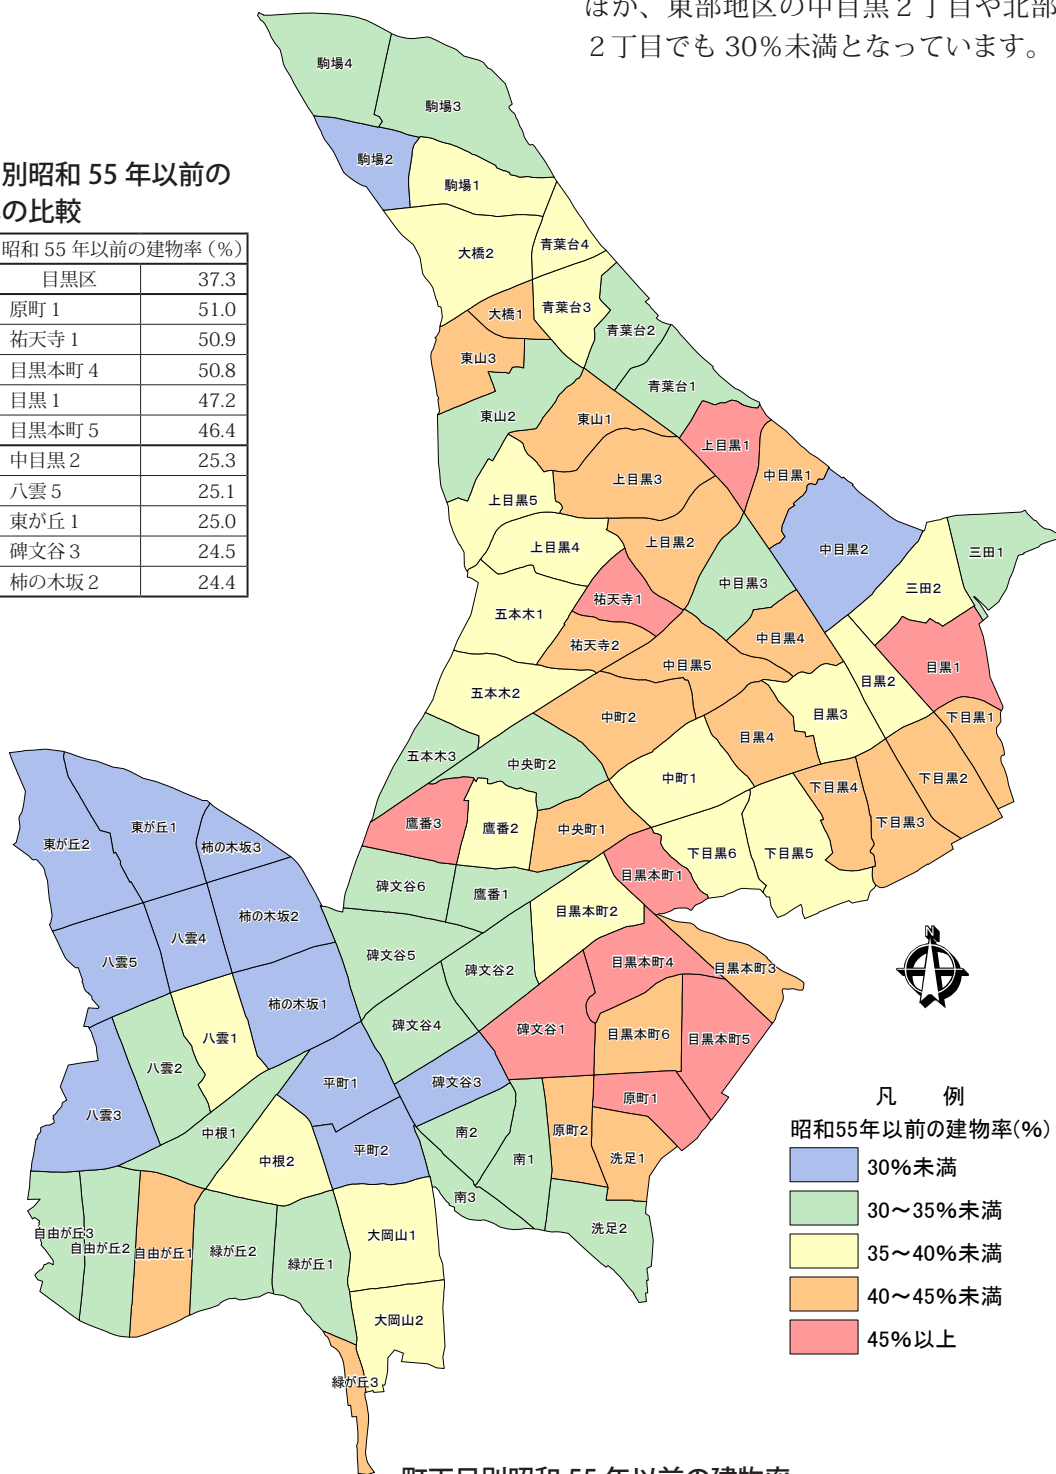 ほか、東部地区の中目黒２丁目や北部
２丁目でも 30％未満となっています。
別昭和 55 年以前の
の比較
昭和 55 年以前の建物率（％）
目黒区 37.3
原町 1 51.0
祐天寺 1 50.9
目黒本町 4 50.8
目黒 1 47.2
目黒本町 5 46.4
中目黒 2 25.3
八雲 5 25.1
東が丘 1 25.0
碑文谷 3 24.5
柿の木坂 2 24.4
駒場4
駒場3
駒場2
駒場1
大橋2
青葉台4
青葉台3
大橋1
青葉台2
東山3
青葉台1
東山2
東山1
上目黒1
上目黒3
中目黒1
上目黒5
上目黒2
上目黒4
中目黒2
三田1
中目黒3
三田2
祐天寺1
五本木1
祐天寺2
中目黒4
中目黒5
目黒1
目黒2
五本木2
中町2
目黒3
下目黒1
目黒4
五本木3
中央町2
中町1
下目黒2
下目黒4
下目黒3
鷹番3
鷹番2
中央町1
下目黒6
下目黒5
東が丘1
東が丘2
柿の木坂3
目黒本町1
碑文谷6
鷹番1
目黒本町2
柿の木坂2
八雲4
八雲5
碑文谷5
碑文谷2
目黒本町4
目黒本町3
柿の木坂1
碑文谷4
碑文谷1
目黒本町6
目黒本町5
八雲1
八雲2
平町1
碑文谷3
原町1
八雲3
中根1
南2
原町2
平町2
中根2
南1
洗足1
南3
自由が丘3
自由が丘2
自由が丘1
緑が丘2
緑が丘1
大岡山1
洗足2
大岡山2
緑が丘3
N
凡　例
昭和55年以前の建物率(%)
30%未満
30～35%未満
35～40%未満
40～45%未満
45%以上